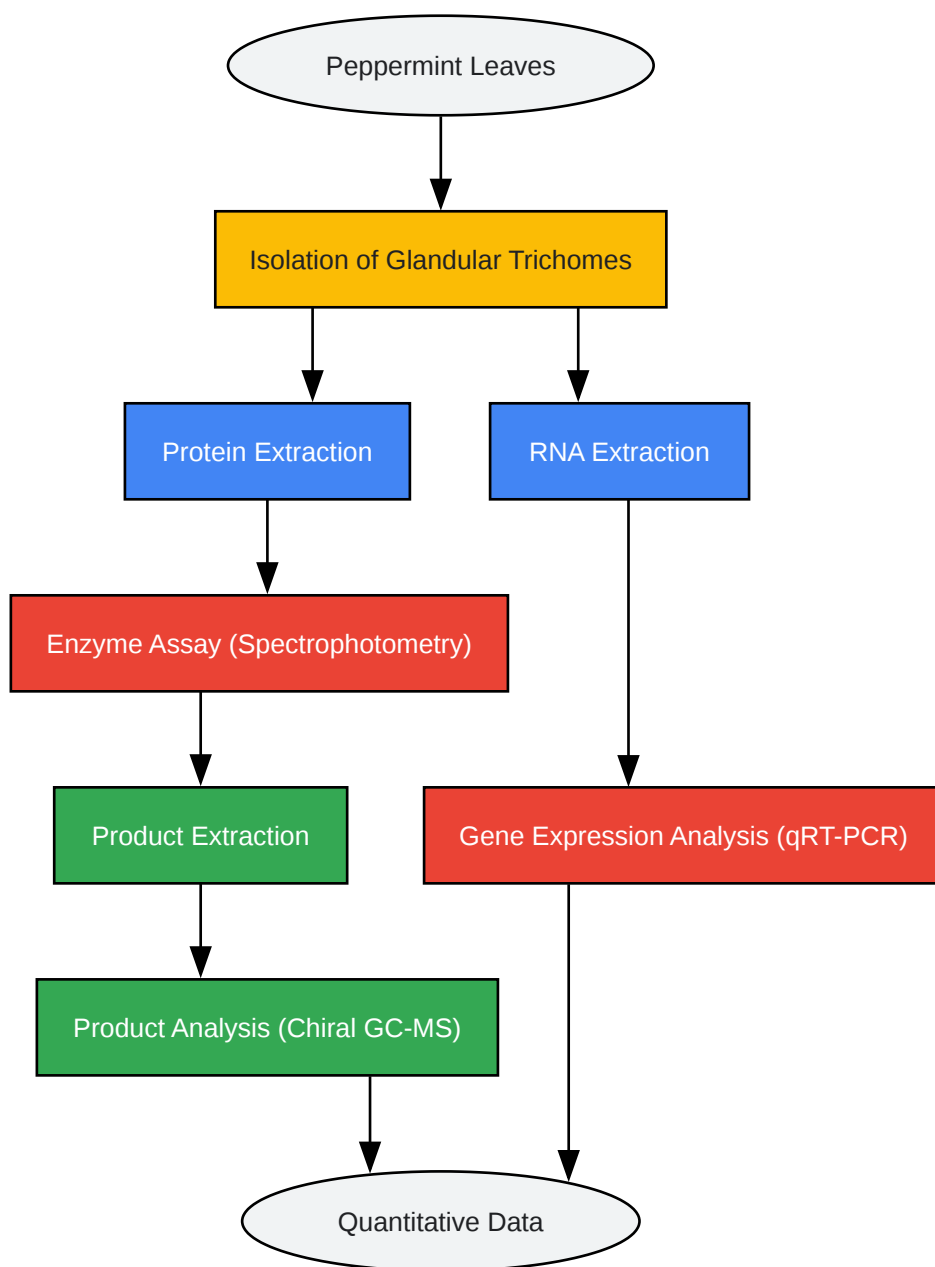 Peppermint Leaves
Isolation of Glandular Trichomes
Protein Extraction
RNA Extraction
Enzyme Assay (Spectrophotometry)
Product Extraction
Gene Expression Analysis (qRT-PCR)
Product Analysis (Chiral GC-MS)
Quantitative Data